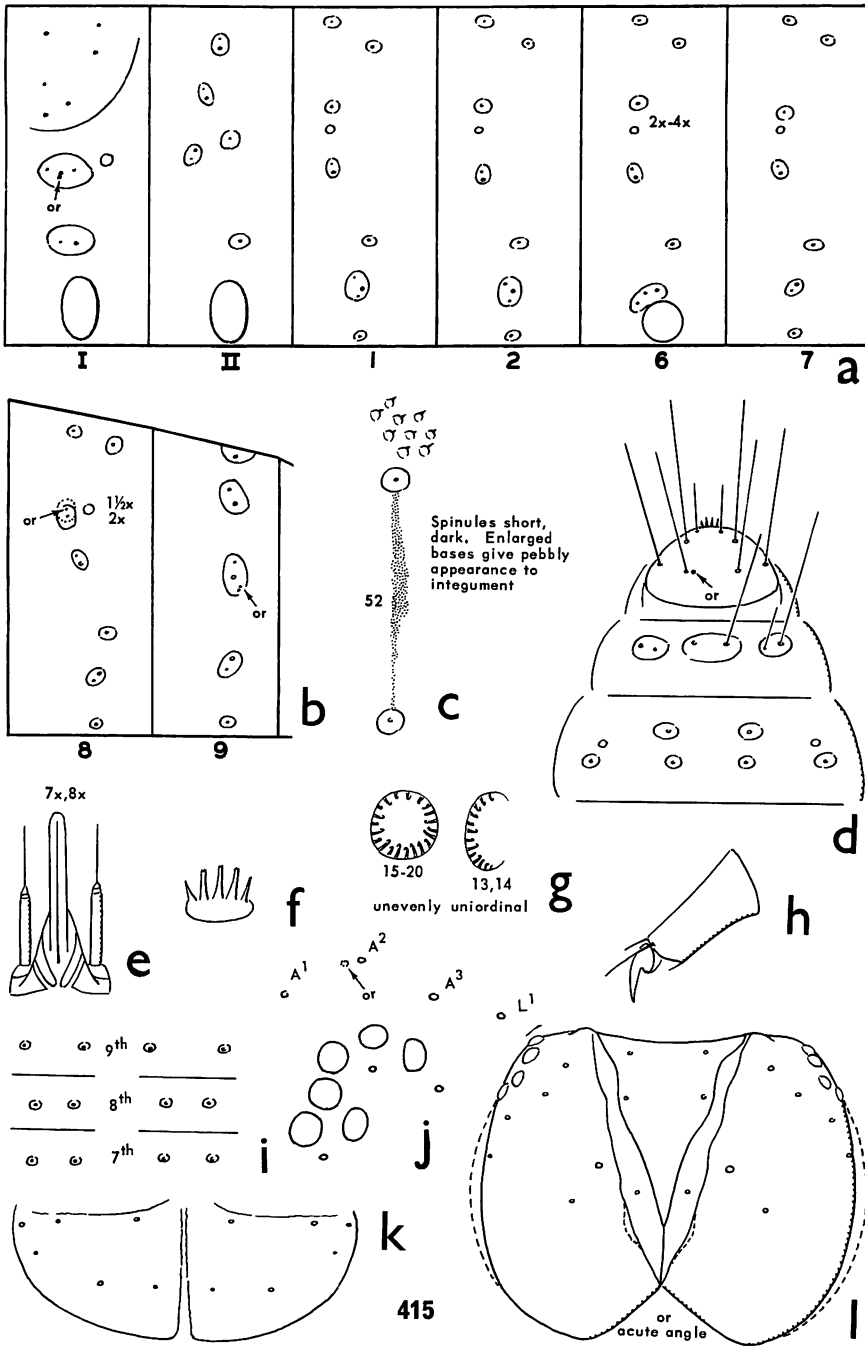 or
2x-4x
I II 1 2 6 7
a
or
1½x
2x
or
8 9
b
52
Spinules short,
dark. Enlarged
bases give pebbly
appearance to
integument
c
or
d
7x,8x
e
f
15-20 13,14
unevenly uniordinal
g
h
A1 A2 A3 L1
or
j
9th
8th
7th
i
k
415
or
acute angle
l